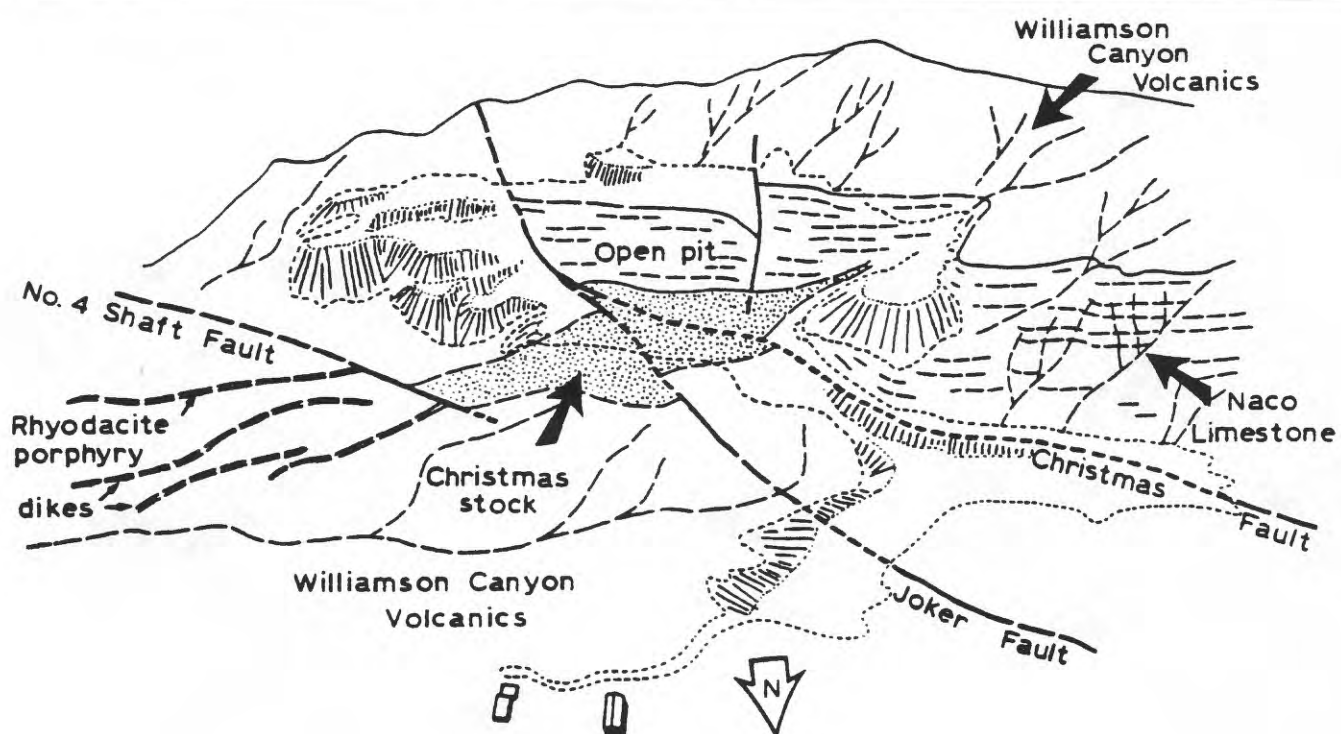 Williamson
Canyon
Volcanics
Open pit
No. 4 Shaft Fault
Rhyodacite
porphyry
dikes
Christmas
stock
Naco
Limestone
Christmas Fault
Williamson Canyon
Volcanics
Joker Fault
N